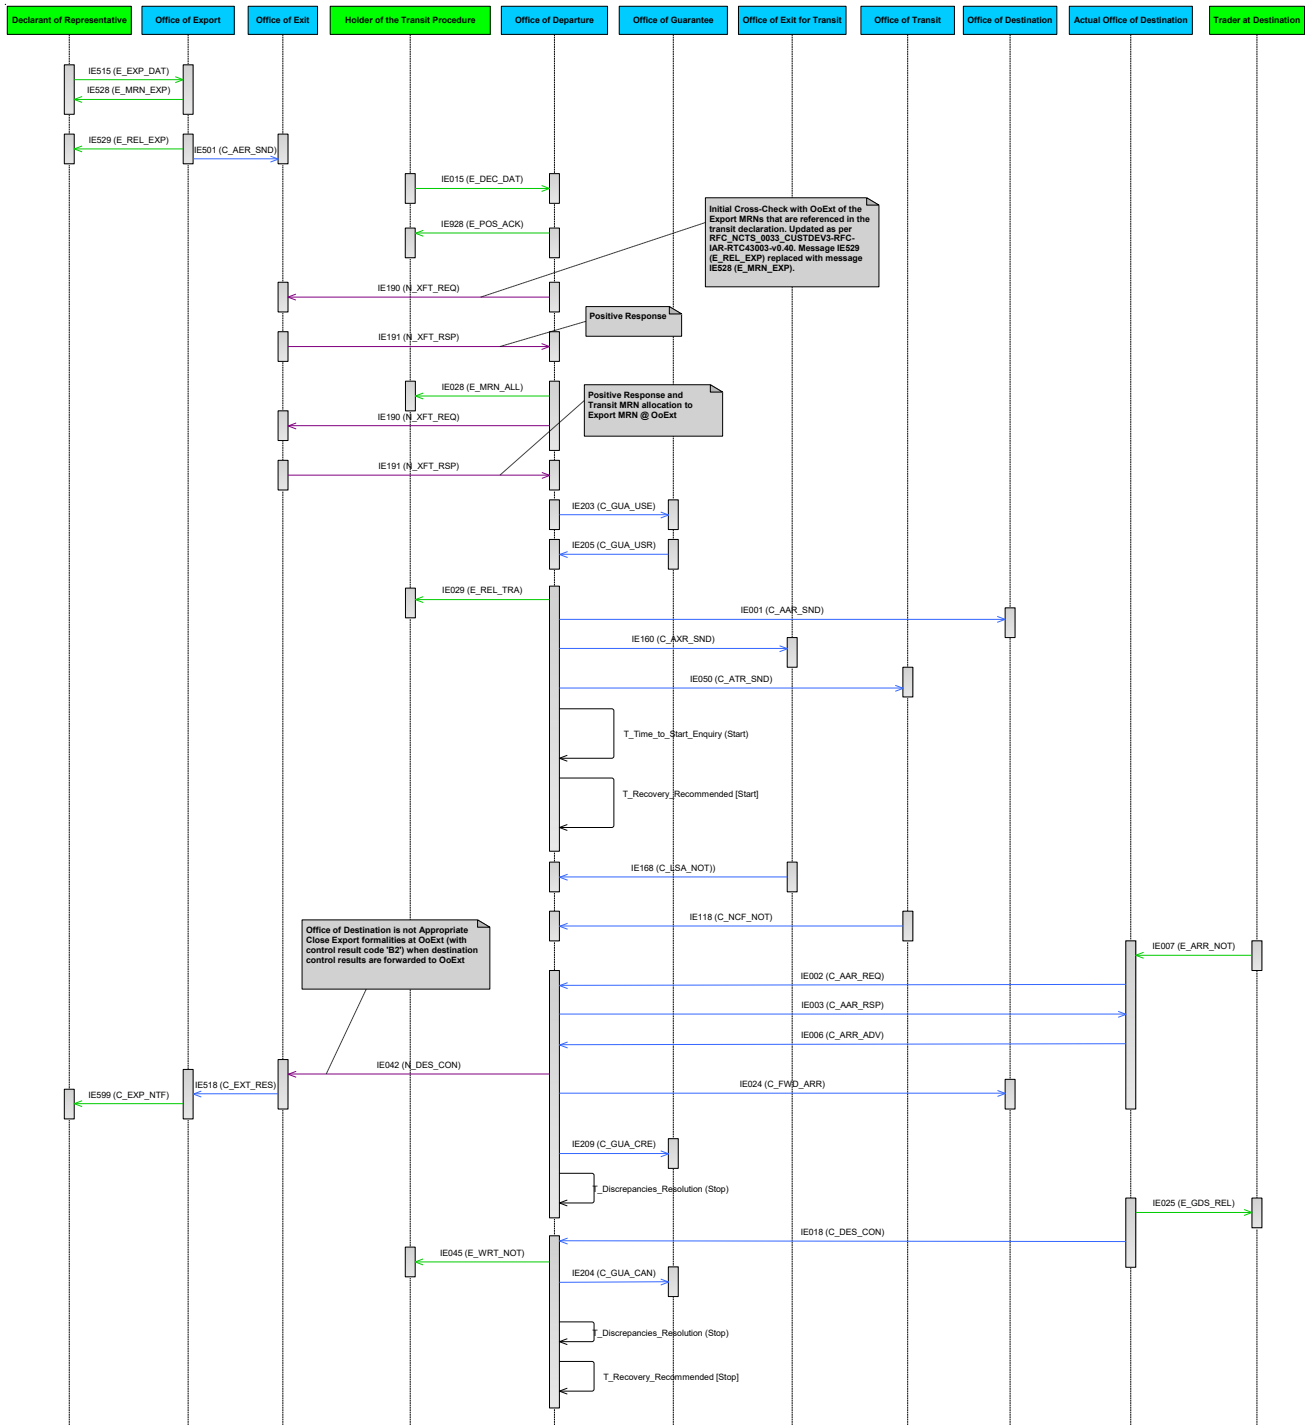 Declarant of Representative
Office of Export
Office of Exit
Holder of the Transit Procedure
Office of Departure
Office of Guarantee
Office of Exit for Transit
Office of Transit
Office of Destination
Actual Office of Destination
Trader at Destination
IE515 (E_EXP_DAT)
IE528 (E_MRN_EXP)
IE529 (E_REL_EXP)
IE501 (C_AER_SND)
IE015 (E_DEC_DAT)
Initial Cross-Check with OoExt of the
Export MRNs that are referenced in the
transit declaration. Updated as per
RFC_NCTS_0033_CUSTDEV3-RFC-
IAR-RTC43003-v0.40. Message IE529
(E_REL_EXP) replaced with message
IE528 (E_MRN_EXP).
IE928 (E_POS_ACK)
IE190 (N_XFT_REQ)
Positive Response
IE191 (N_XFT_RSP)
IE028 (E_MRN_ALL)
Positive Response and
Transit MRN allocation to
Export MRN @ OoExt
IE190 (N_XFT_REQ)
IE191 (N_XFT_RSP)
IE203 (C_GUA_USE)
IE205 (C_GUA_USR)
IE029 (E_REL_TRA)
IE001 (C_AAR_SND)
IE160 (C_AXR_SND)
IE050 (C_ATR_SND)
T_Time_to_Start_Enquiry (Start)
T_Recovery_Recommended [Start]
IE168 (C_LSA_NOT))
IE118 (C_NCF_NOT)
Office of Destination is not Appropriate
Close Export formalities at OoExt (with
control result code 'B2') when destination
control results are forwarded to OoExt
IE007 (E_ARR_NOT)
IE002 (C_AAR_REQ)
IE003 (C_AAR_RSP)
IE006 (C_ARR_ADV)
IE042 (N_DES_CON)
IE518 (C_EXT_RES)
IE024 (C_FWD_ARR)
IE599 (C_EXP_NTF)
IE209 (C_GUA_CRE)
T_Discrepancies_Resolution (Stop)
IE025 (E_GDS_REL)
IE018 (C_DES_CON)
IE045 (E_WRT_NOT)
IE204 (C_GUA_CAN)
T_Discrepancies_Resolution (Stop)
T_Recovery_Recommended [Stop]